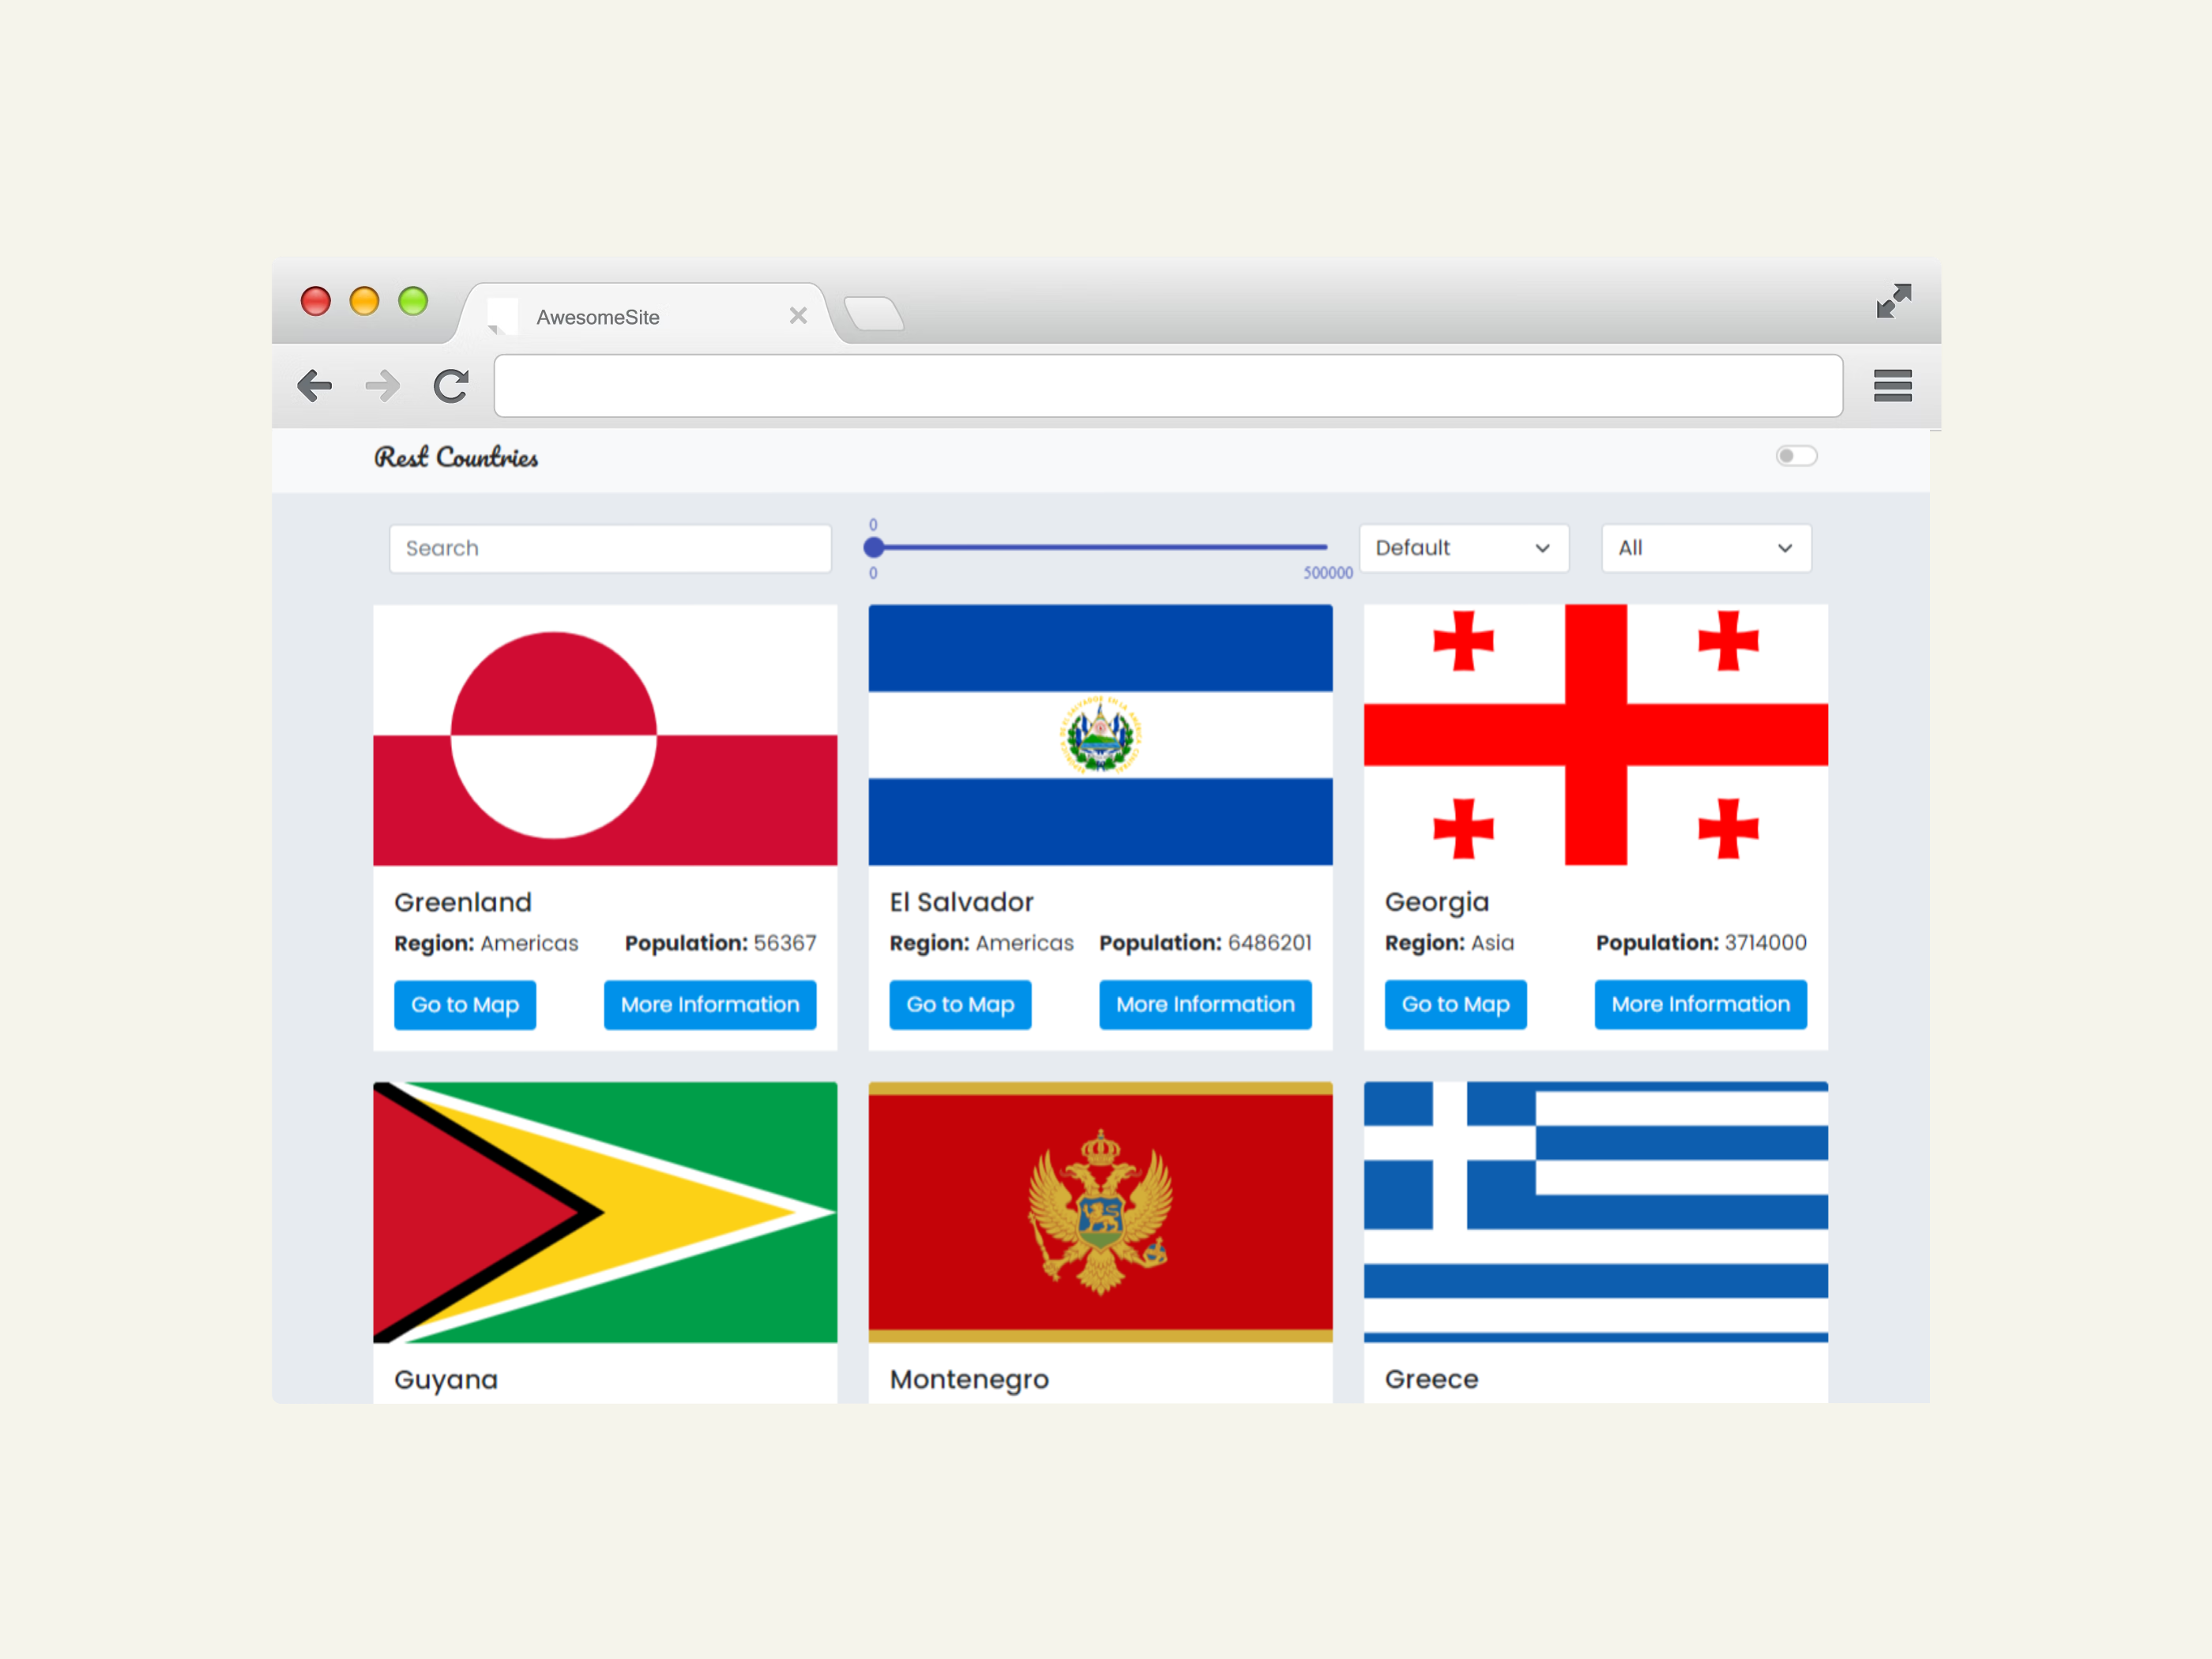 AwesomeSite
Rest Countries
Search
0
0
500000
Default
All
Greenland
Region: Americas Population: 56367
Go to Map More Information
El Salvador
Region: Americas Population: 6486201
Go to Map More Information
Georgia
Region: Asia Population: 3714000
Go to Map More Information
Guyana
Montenegro
Greece